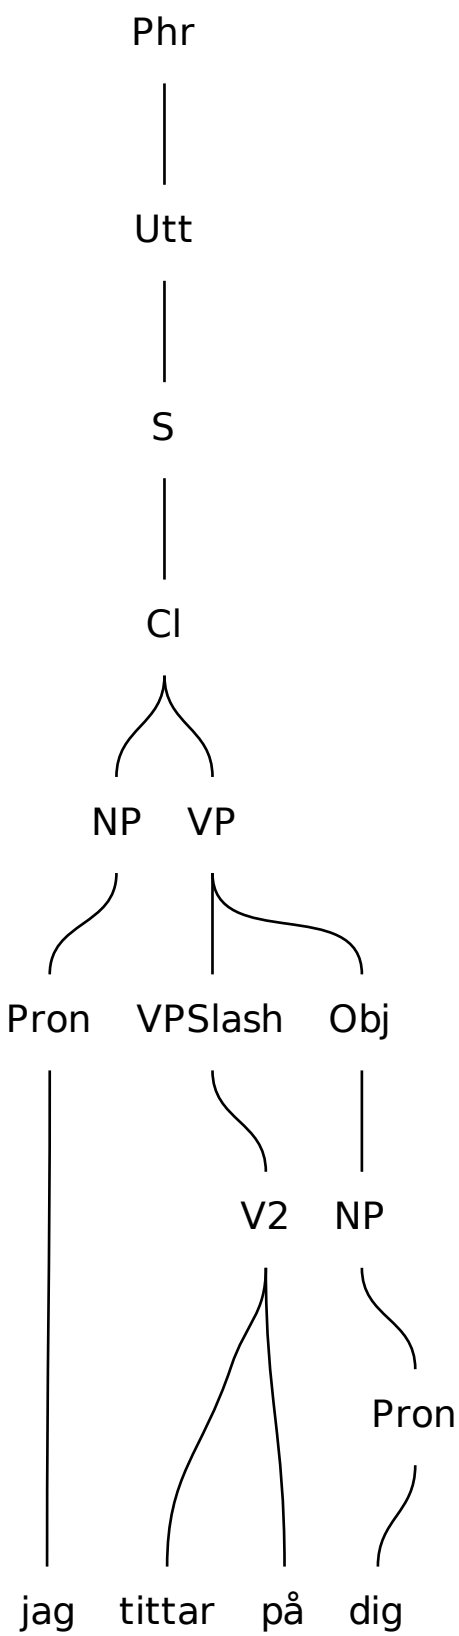 Phr
Utt
S
Cl
NP VP
Pron VPSlash Obj
V2 NP
Pron
jag tittar på dig